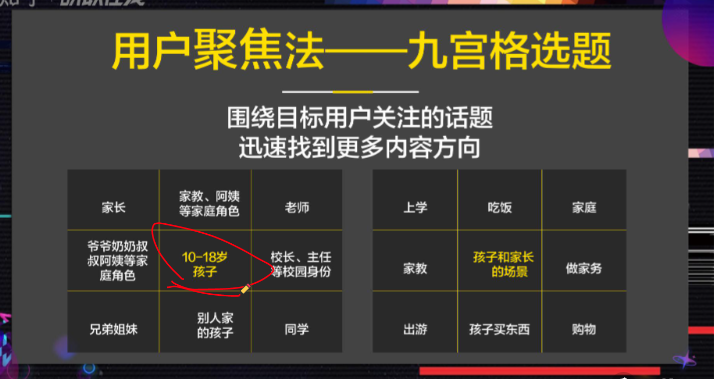 用户聚焦法——九宫格选题
围绕目标用户关注的话题
迅速找到更多内容方向
家长
家教、阿姨
等家庭角色
老师
爷爷奶奶叔
叔阿姨等家
庭角色
10-18岁
孩子
校长、主任
等校园身份
兄弟姐妹
别人家
的孩子
同学
上学
吃饭
家庭
家教
孩子和家长
的场景
做家务
出游
孩子买东西
购物